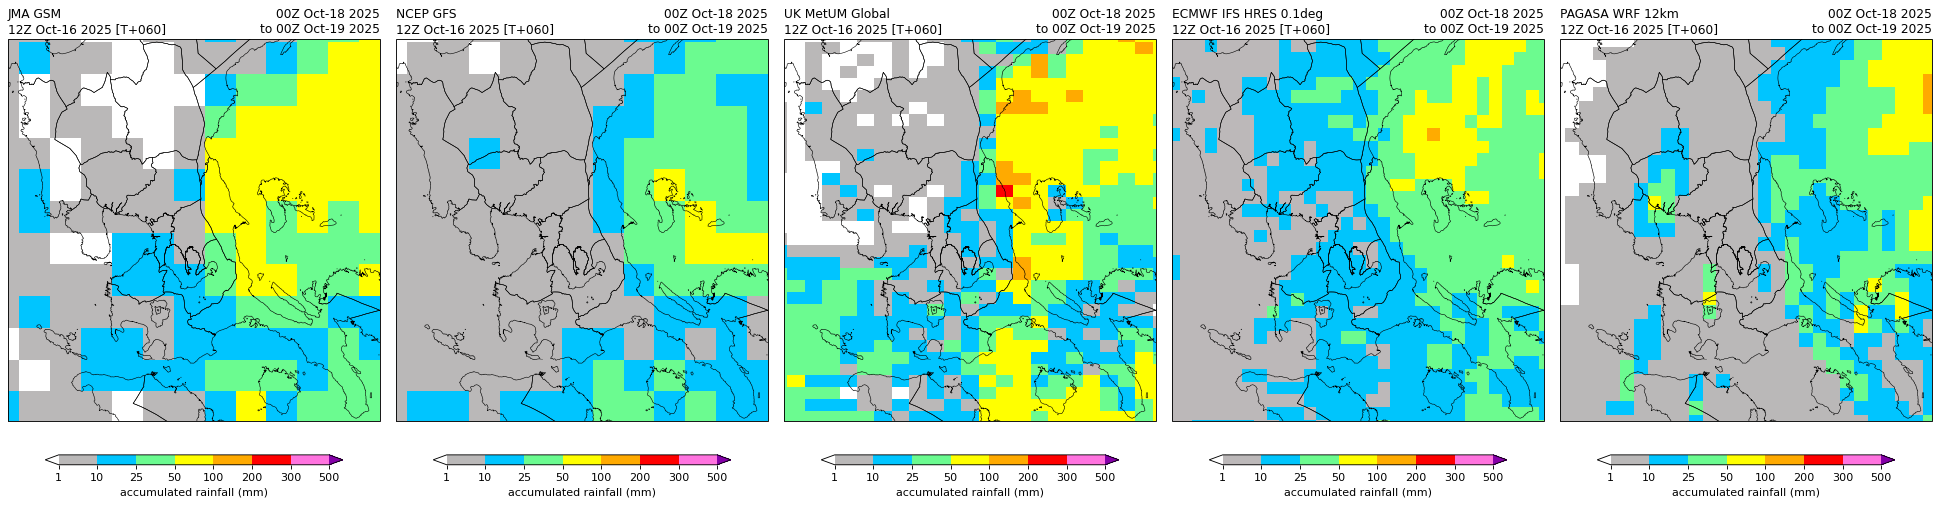 JMA GSM 00Z Oct-18 2025
12Z Oct-16 2025 [T+060] to 00Z Oct-19 2025
1 10 25 50 100 200 300 500
accumulated rainfall (mm)
NCEP GFS 00Z Oct-18 2025
12Z Oct-16 2025 [T+060] to 00Z Oct-19 2025
1 10 25 50 100 200 300 500
accumulated rainfall (mm)
UK MetUM Global 00Z Oct-18 2025
12Z Oct-16 2025 [T+060] to 00Z Oct-19 2025
1 10 25 50 100 200 300 500
accumulated rainfall (mm)
ECMWF IFS HRES 0.1deg 00Z Oct-18 2025
12Z Oct-16 2025 [T+060] to 00Z Oct-19 2025
1 10 25 50 100 200 300 500
accumulated rainfall (mm)
PAGASA WRF 12km 00Z Oct-18 2025
12Z Oct-16 2025 [T+060] to 00Z Oct-19 2025
1 10 25 50 100 200 300 500
accumulated rainfall (mm)